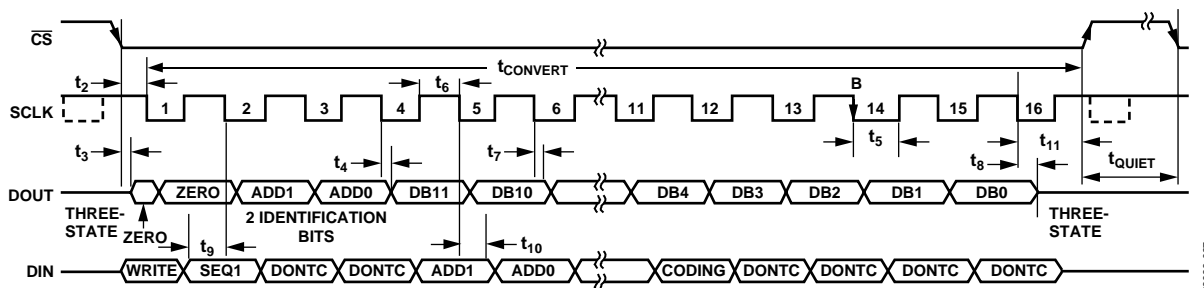 CS
tCONVERT
t2
t6
B
SCLK
1 2 3 4 5 6 11 12 13 14 15 16
t3
t4
t7
t5
t8
t11
tQUIET
DOUT
ZERO ADD1 ADD0 DB11 DB10 DB4 DB3 DB2 DB1 DB0
THREE-
STATE
ZERO
2 IDENTIFICATION
BITS
THREE-
STATE
t9
t10
DIN
WRITE SEQ1 DONTC DONTC ADD1 ADD0 CODING DONTC DONTC DONTC DONTC